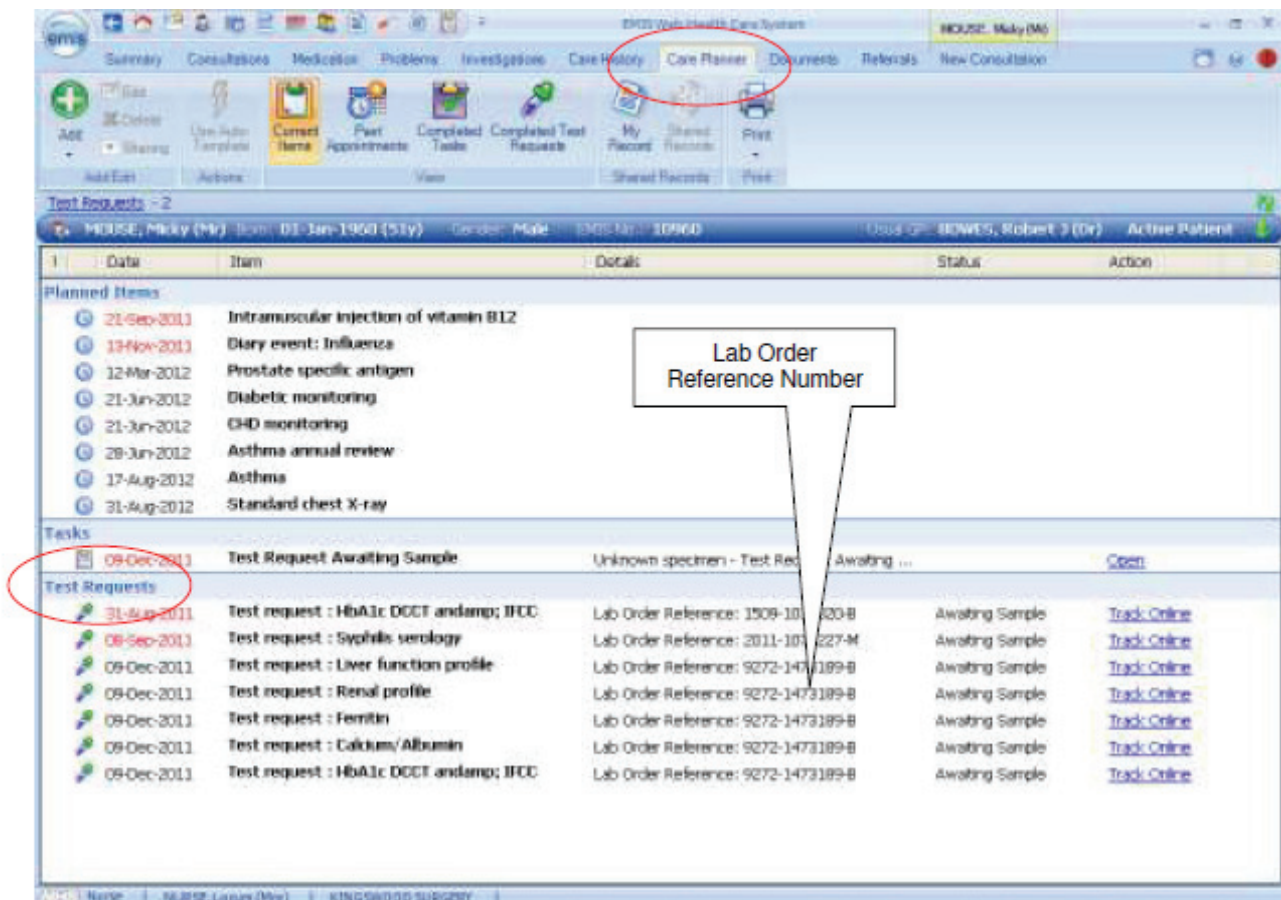 emis
EMIS Web Health Care System
MOUSE, Micky (Mr)
Summary Consultations Medication Problems Investigations Care History Care Planner Documents Referrals New Consultation
Add
Edit
Delete
Sharing
Use Auto Template
Current Items
Past Appointments
Completed Tasks
Completed Test Requests
My Record
Shared Records
Print
Add/Edit Actions View Shared Records Print
Test Requests - 2
MOUSE, Micky (Mr) Born 01-Jan-1960 (51y) Gender Male EMIS No. 10960 Usual GP BOWES, Robert J (Dr) Active Patient
! Date Item Details Status Action
Planned Items
21-Sep-2011 Intramuscular injection of vitamin B12
13-Nov-2011 Diary event: Influenza
12-Mar-2012 Prostate specific antigen
21-Jun-2012 Diabetic monitoring
21-Jun-2012 CHD monitoring
28-Jun-2012 Asthma annual review
17-Aug-2012 Asthma
31-Aug-2012 Standard chest X-ray
Lab Order
Reference Number
Tasks
09-Dec-2011 Test Request Awaiting Sample Unknown specimen - Test Awaiting ... Open
Test Requests
31-Aug-2011 Test request : HbA1c DCCT andamp; IFCC Lab Order Reference: Awaiting Sample Track Online
08-Sep-2011 Test request : Syphilis serology Lab Order Reference: Awaiting Sample Track Online
09-Dec-2011 Test request : Liver function profile Lab Order Reference: 9272-1473189-B Awaiting Sample Track Online
09-Dec-2011 Test request : Renal profile Lab Order Reference: 9272-1473189-B Awaiting Sample Track Online
09-Dec-2011 Test request : Ferritin Lab Order Reference: 9272-1473189-B Awaiting Sample Track Online
09-Dec-2011 Test request : Calcium/Albumin Lab Order Reference: 9272-1473189-B Awaiting Sample Track Online
09-Dec-2011 Test request : HbA1c DCCT andamp; IFCC Lab Order Reference: 9272-1473189-B Awaiting Sample Track Online
KINGSWOOD SURGERY